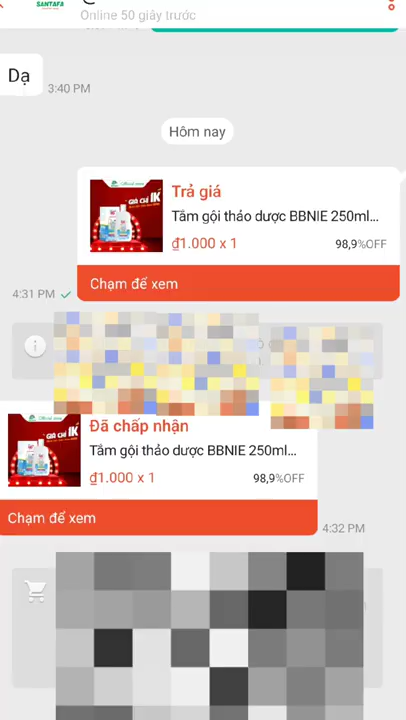 SANTAFA
Online 50 giây trước
Dạ
3:40 PM
Hôm nay
GIÁ CHỈ 1K
Trả giá
Tắm gội thảo dược BBNIE 250ml...
₫1.000 x 1
98,9%OFF
Chạm để xem
4:31 PM
GIÁ CHỈ 1K
Đã chấp nhận
Tắm gội thảo dược BBNIE 250ml...
₫1.000 x 1
98,9%OFF
Chạm để xem
4:32 PM